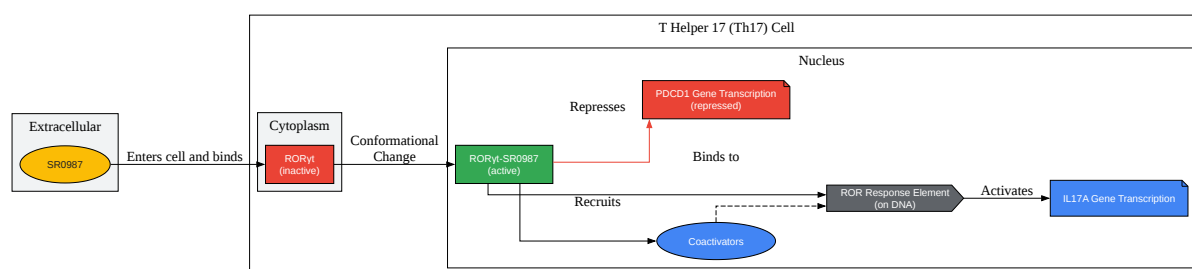 T Helper 17 (Th17) Cell
Nucleus
Extracellular
SR0987
Enters cell and binds
Cytoplasm
RORγt
(inactive)
Conformational
Change
RORγt-SR0987
(active)
Represses
PDCD1 Gene Transcription
(repressed)
Binds to
Recruits
Coactivators
ROR Response Element
(on DNA)
Activates
IL17A Gene Transcription